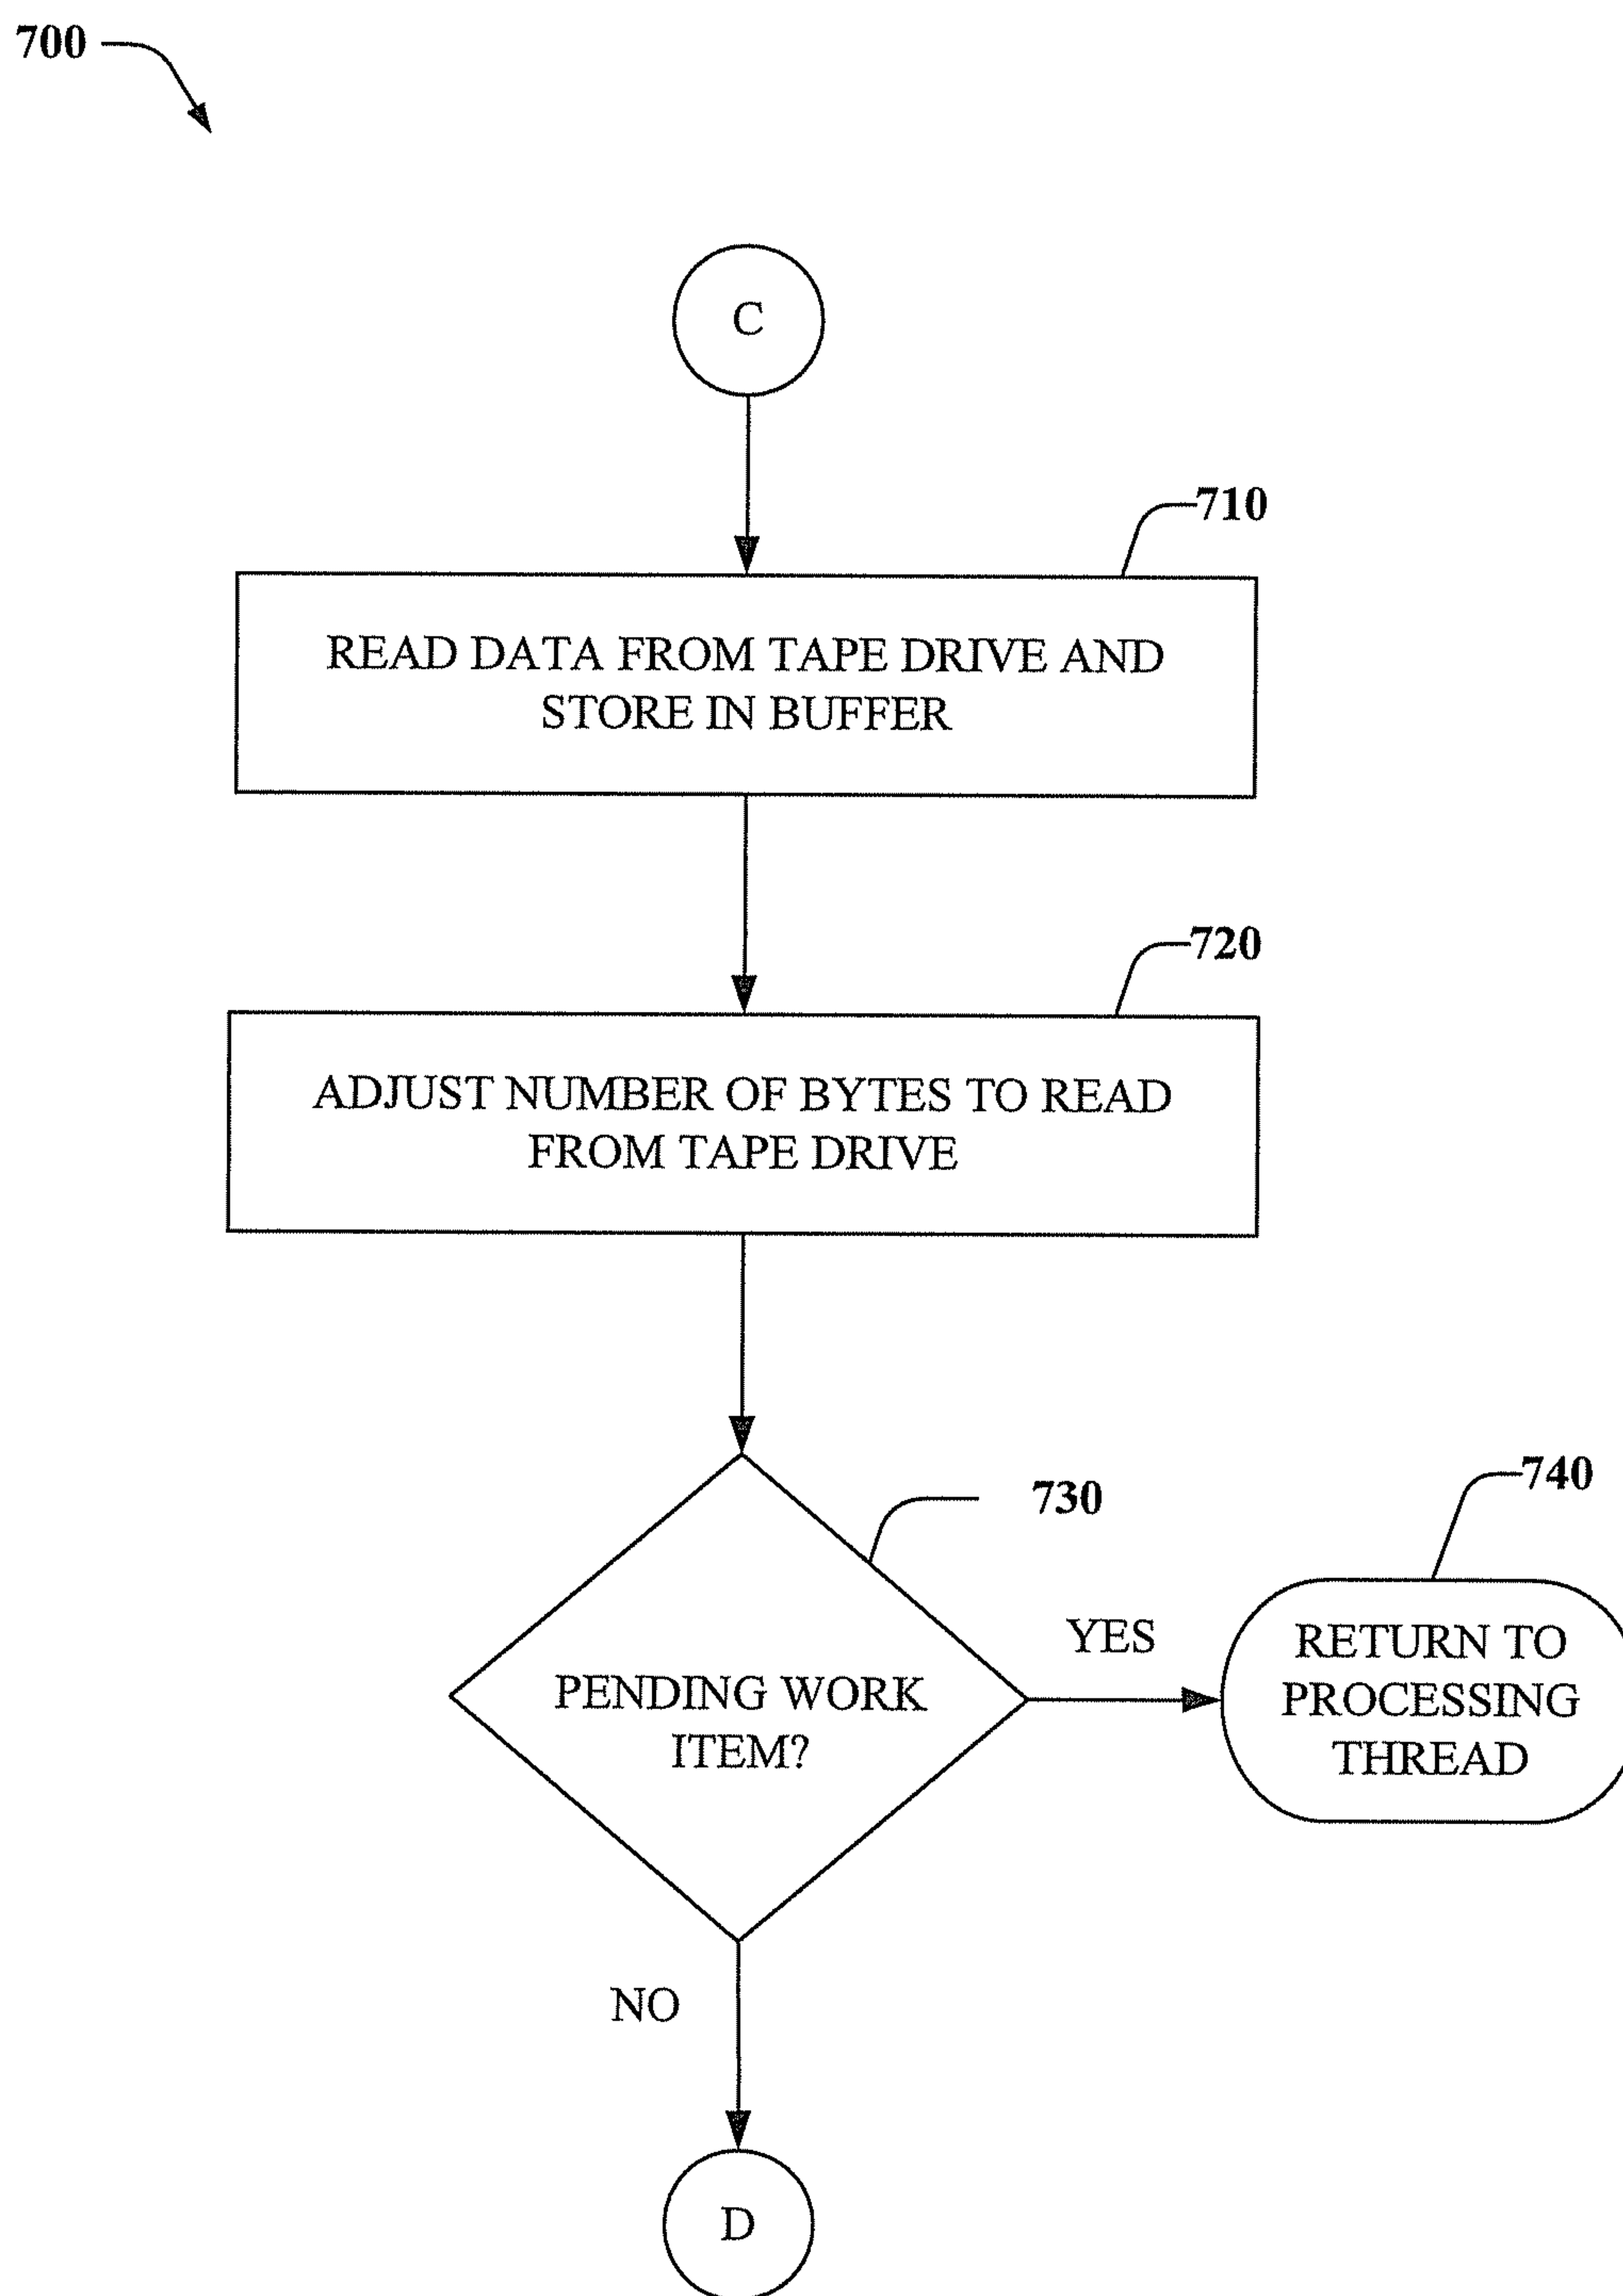 700
C
710
READ DATA FROM TAPE DRIVE AND
STORE IN BUFFER
720
ADJUST NUMBER OF BYTES TO READ
FROM TAPE DRIVE
730
740
PENDING WORK
ITEM?
YES
RETURN TO
PROCESSING
THREAD
NO
D